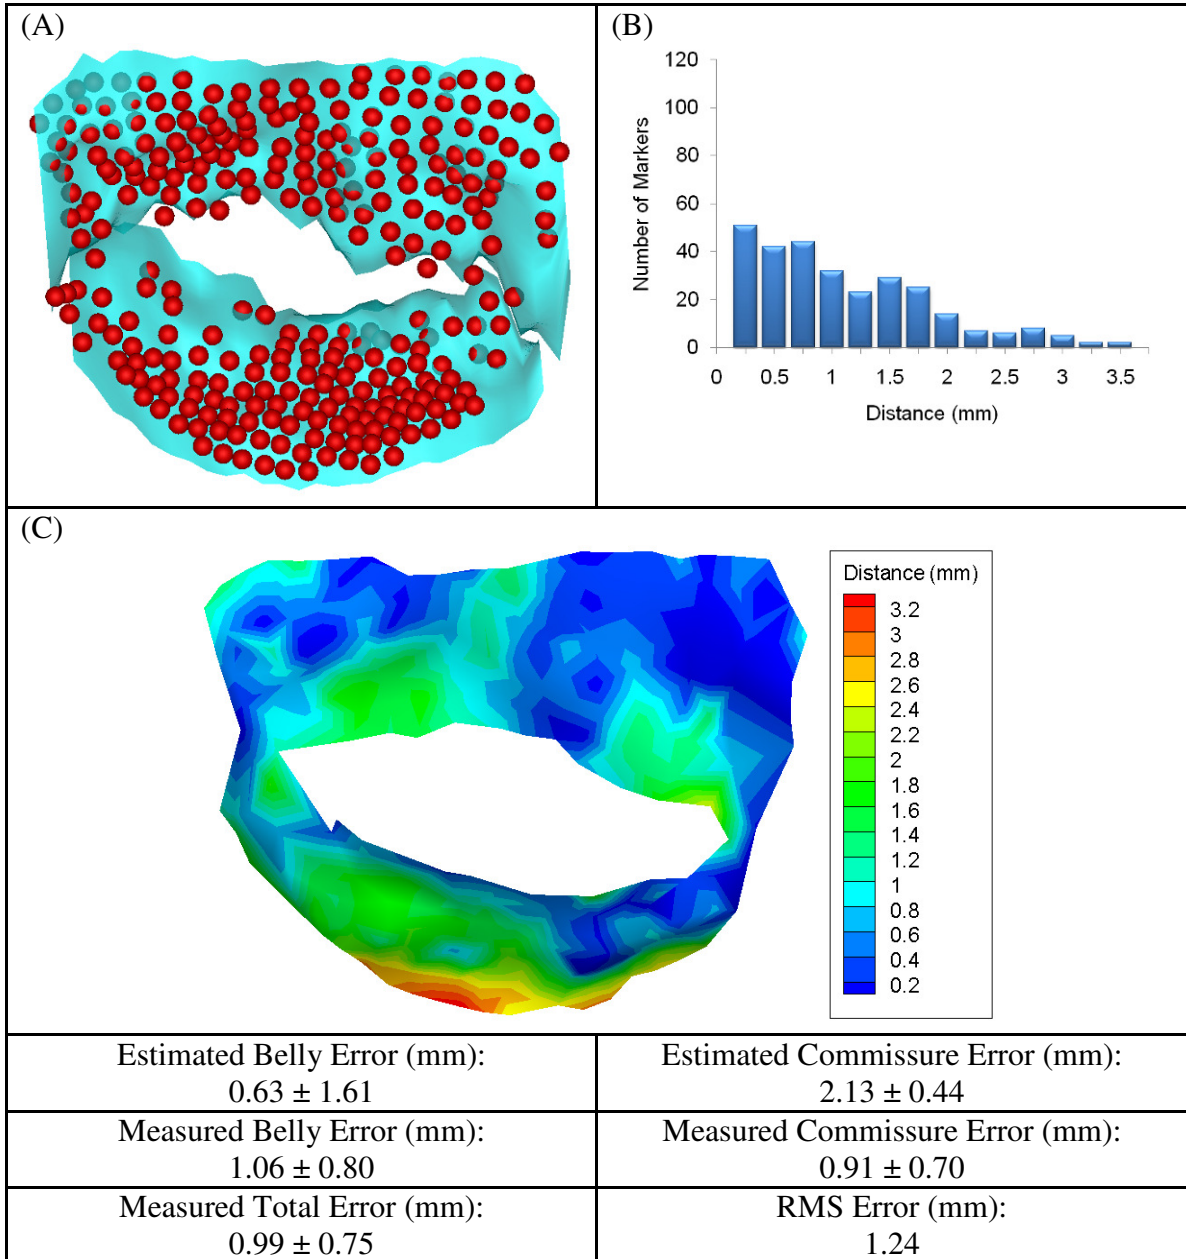 (A)
(B)
120
100
80
60
40
20
0
Number of Markers
0 0.5 1 1.5 2 2.5 3 3.5
Distance (mm)
(C)
Distance (mm)
3.2
3
2.8
2.6
2.4
2.2
2
1.8
1.6
1.4
1.2
1
0.8
0.6
0.4
0.2
Estimated Belly Error (mm):
0.63 ± 1.61
Estimated Commissure Error (mm):
2.13 ± 0.44
Measured Belly Error (mm):
1.06 ± 0.80
Measured Commissure Error (mm):
0.91 ± 0.70
Measured Total Error (mm):
0.99 ± 0.75
RMS Error (mm):
1.24